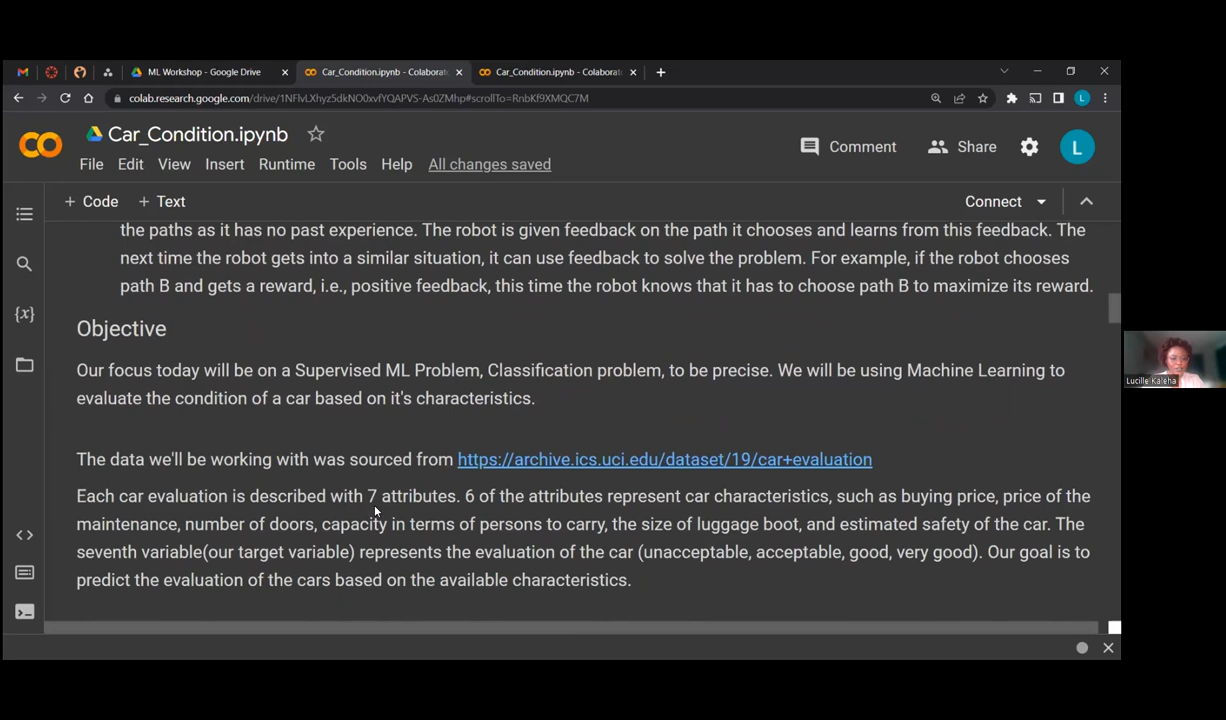 ML Workshop - Google Drive
Car_Condition.ipynb - Colaborat
Car_Condition.ipynb - Colaborat
colab.research.google.com/drive/1NFlvLXhyz5dkNO0xvfYQAPVS-As0ZMhp#scrollTo=RnbKf9XMQC7M
L
Car_Condition.ipynb
File Edit View Insert Runtime Tools Help All changes saved
Comment
Share
L
+ Code + Text
Connect
the paths as it has no past experience. The robot is given feedback on the path it chooses and learns from this feedback. The
next time the robot gets into a similar situation, it can use feedback to solve the problem. For example, if the robot chooses
path B and gets a reward, i.e., positive feedback, this time the robot knows that it has to choose path B to maximize its reward.
Objective
Our focus today will be on a Supervised ML Problem, Classification problem, to be precise. We will be using Machine Learning to
evaluate the condition of a car based on it's characteristics.
The data we'll be working with was sourced from https://archive.ics.uci.edu/dataset/19/car+evaluation
Each car evaluation is described with 7 attributes. 6 of the attributes represent car characteristics, such as buying price, price of the
maintenance, number of doors, capacity in terms of persons to carry, the size of luggage boot, and estimated safety of the car. The
seventh variable(our target variable) represents the evaluation of the car (unacceptable, acceptable, good, very good). Our goal is to
predict the evaluation of the cars based on the available characteristics.
{x}
Lucille Kaleha